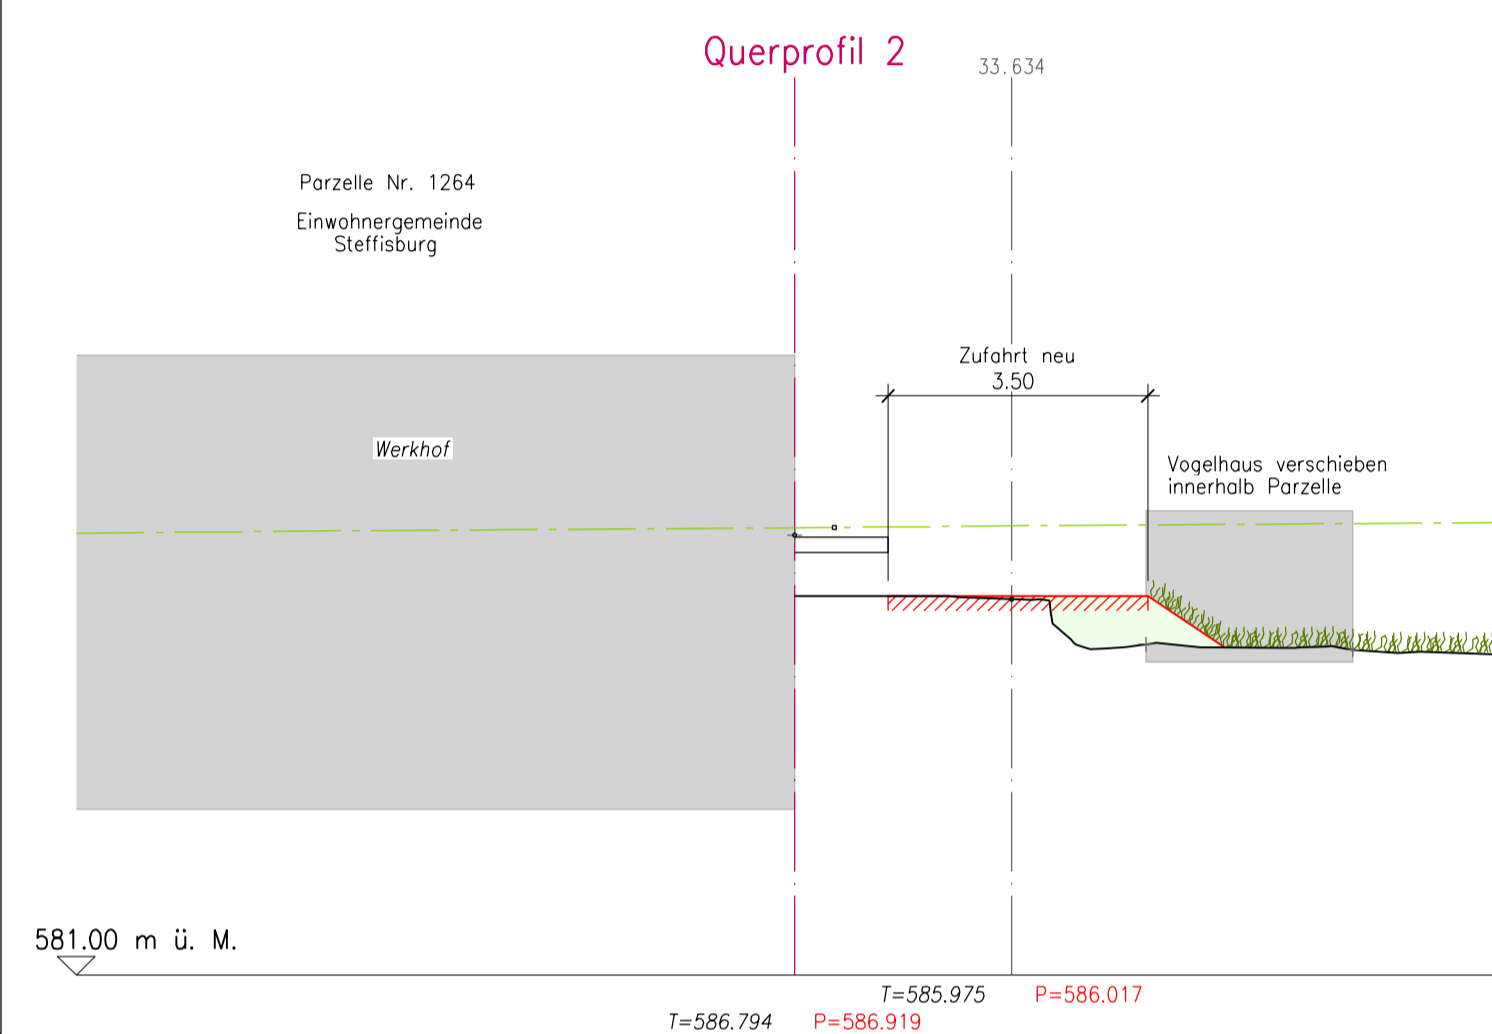 Querprofil 2
33.634
Parzelle Nr. 1264
Einwohnergemeinde
Steffisburg
Zufahrt neu
3.50
Werkhof
Vogelhaus verschieben
innerhalb Parzelle
581.00 m ü. M.
T=585.975 P=586.017
T=586.794 P=586.919